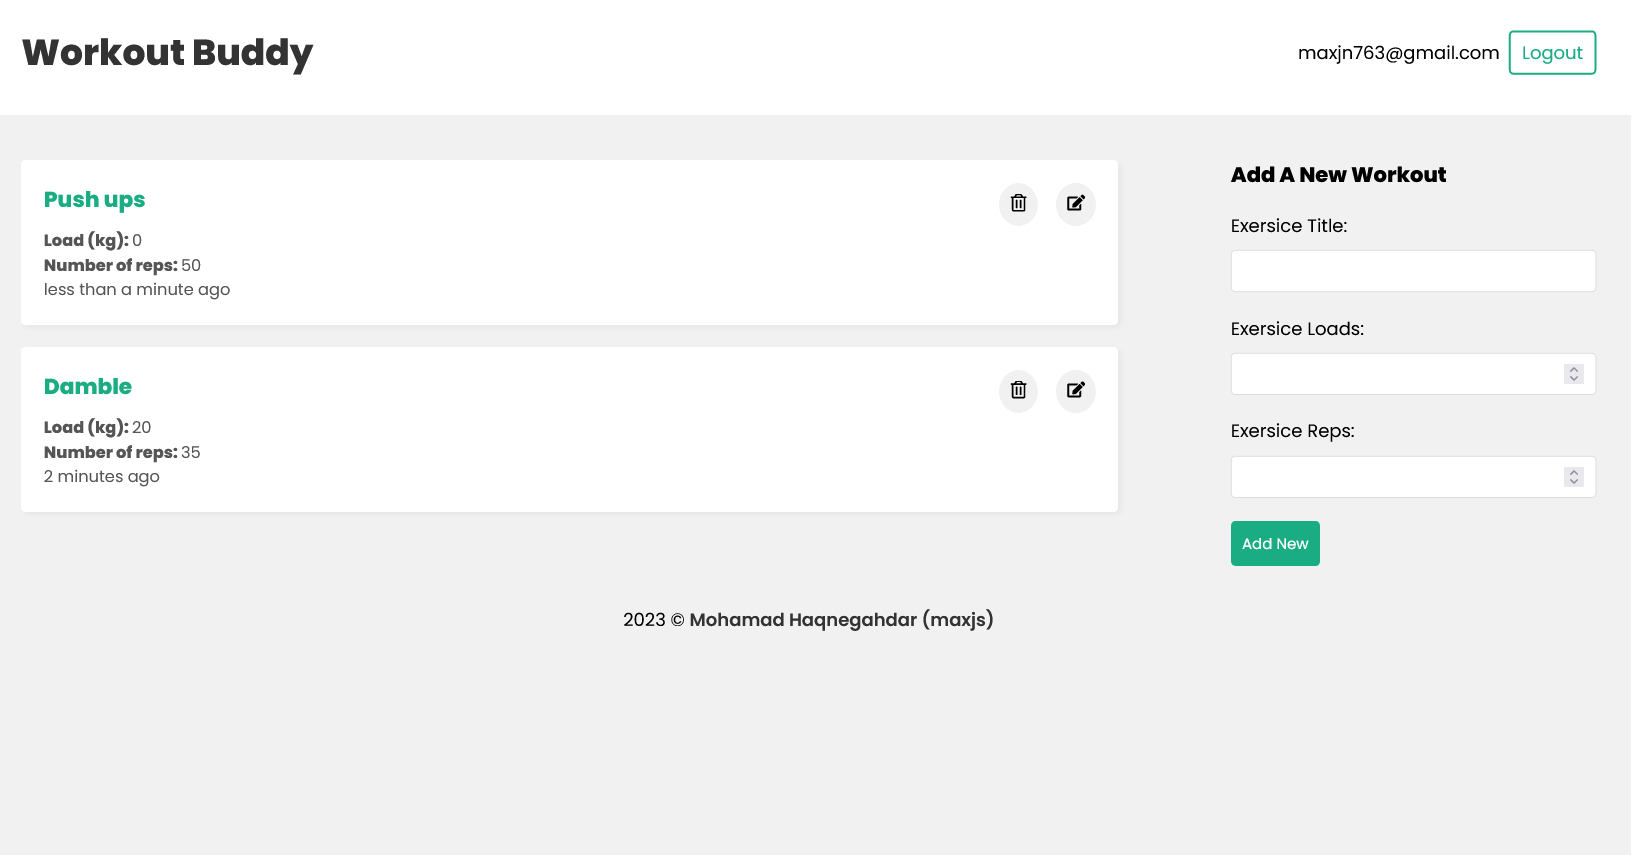 Workout Buddy
maxjn763@gmail.com
Logout
Push ups
Load (kg): 0
Number of reps: 50
less than a minute ago
Damble
Load (kg): 20
Number of reps: 35
2 minutes ago
Add A New Workout
Exersice Title:
Exersice Loads:
Exersice Reps:
Add New
2023 © Mohamad Haqnegahdar (maxjs)